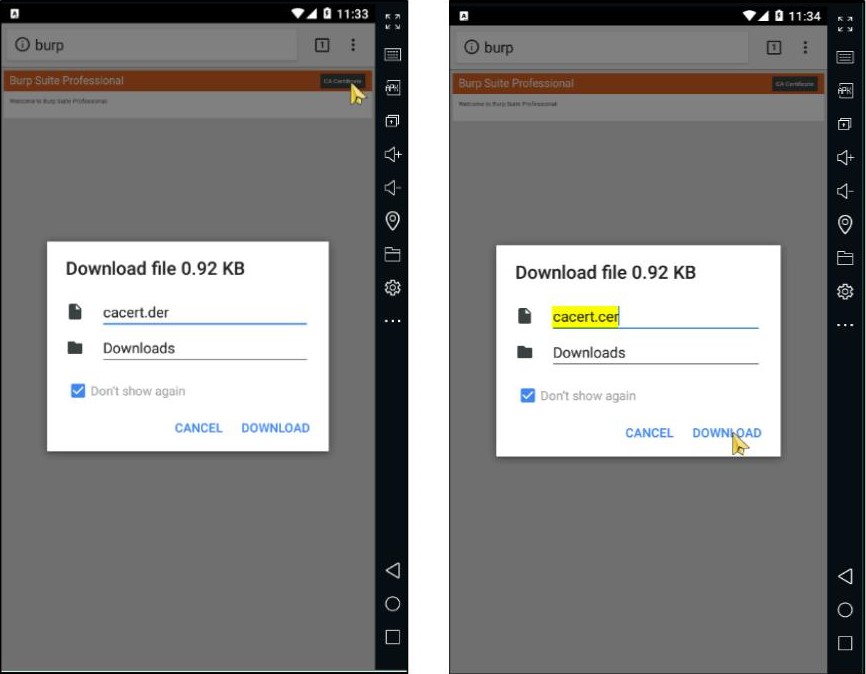 11:33
burp
1
Burp Suite Professional
CA Certificate
Welcome to Burp Suite Professional.
Download file 0.92 KB
cacert.der
Downloads
Don't show again
CANCEL DOWNLOAD
APK
11:34
burp
1
Burp Suite Professional
CA Certificate
Welcome to Burp Suite Professional.
Download file 0.92 KB
cacert.cer
Downloads
Don't show again
CANCEL DOWNLOAD
APK